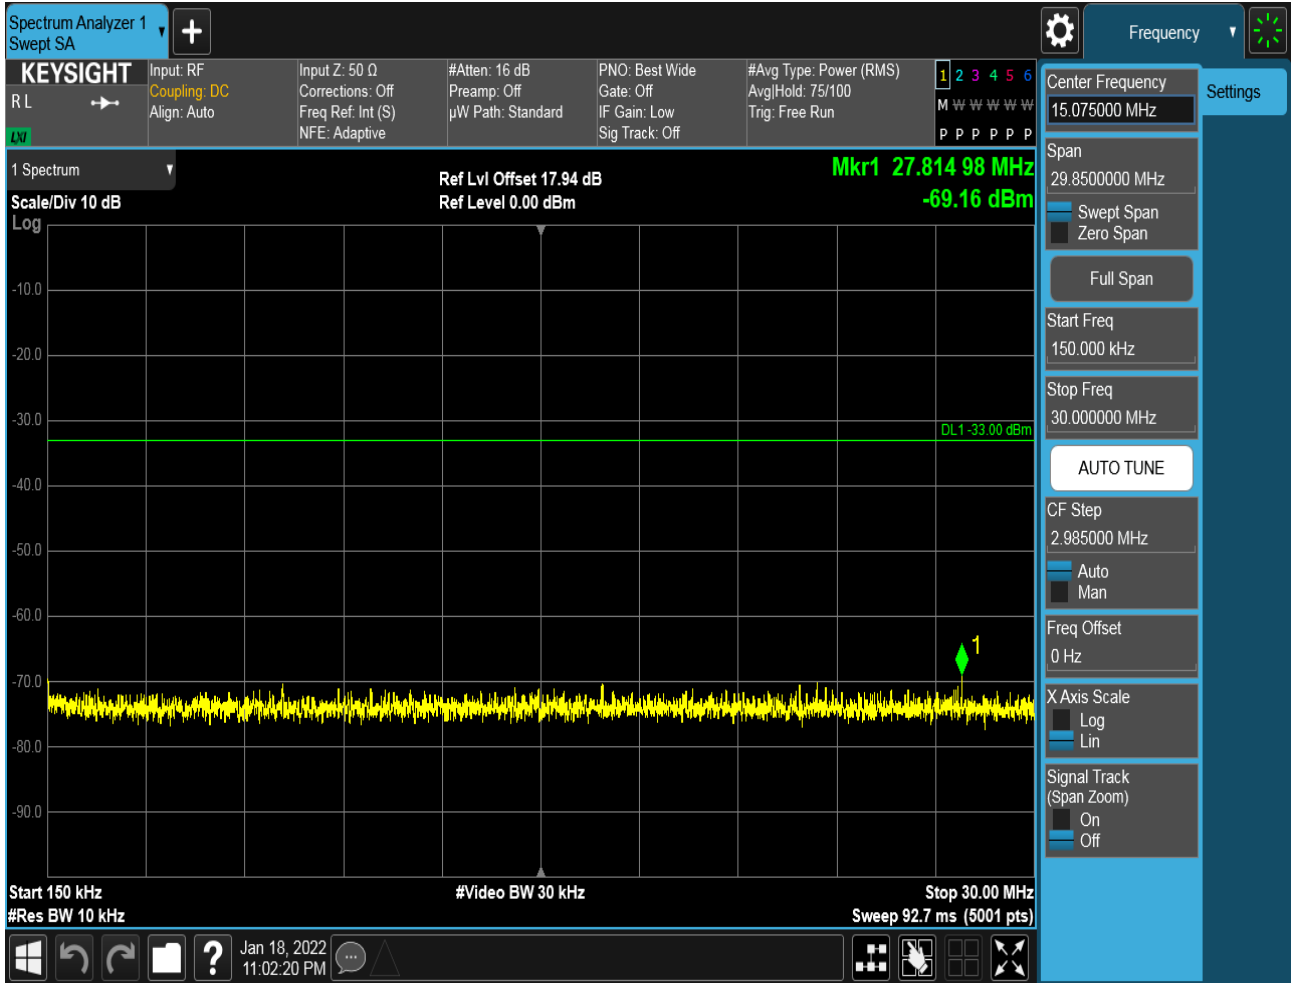 Spectrum Analyzer 1
Swept SA
Frequency
KEYSIGHT
R L
LXI
Input: RF
Coupling: DC
Align: Auto
Input Z: 50 Ω
Corrections: Off
Freq Ref: Int (S)
NFE: Adaptive
#Atten: 16 dB
Preamp: Off
µW Path: Standard
PNO: Best Wide
Gate: Off
IF Gain: Low
Sig Track: Off
#Avg Type: Power (RMS)
Avg|Hold: 75/100
Trig: Free Run
1 2 3 4 5 6
M W W W W W
P P P P P P
1 Spectrum
Scale/Div 10 dB
Log
Ref Lvl Offset 17.94 dB
Ref Level 0.00 dBm
Mkr1 27.814 98 MHz
-69.16 dBm
-10.0
-20.0
-30.0
DL1 -33.00 dBm
-40.0
-50.0
-60.0
1
-70.0
-80.0
-90.0
Start 150 kHz
#Video BW 30 kHz
Stop 30.00 MHz
#Res BW 10 kHz
Sweep 92.7 ms (5001 pts)
?
Jan 18, 2022
11:02:20 PM
Center Frequency
15.075000 MHz
Settings
Span
29.8500000 MHz
Swept Span
Zero Span
Full Span
Start Freq
150.000 kHz
Stop Freq
30.000000 MHz
AUTO TUNE
CF Step
2.985000 MHz
Auto
Man
Freq Offset
0 Hz
X Axis Scale
Log
Lin
Signal Track
(Span Zoom)
On
Off